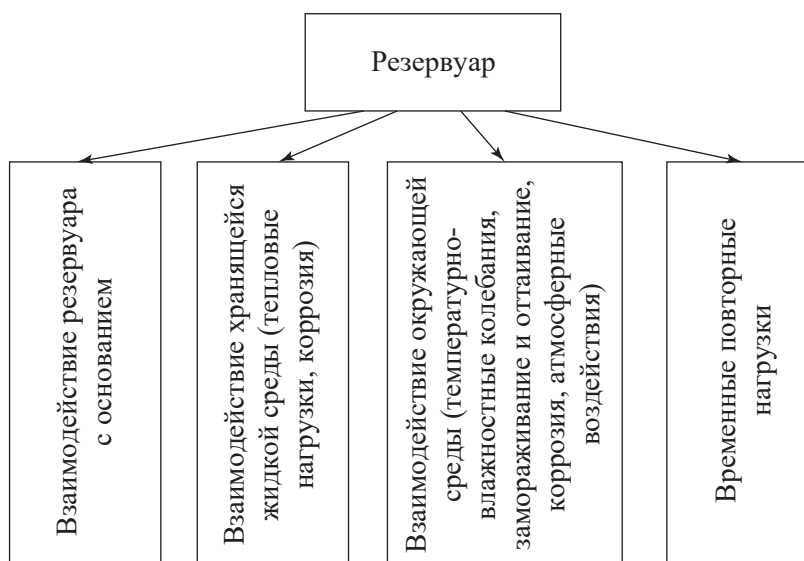 Резервуар
Взаимодействие резервуара
с основанием
Взаимодействие хранящейся
жидкой среды (тепловые
нагрузки, коррозия)
Взаимодействие окружающей
среды (температурно-
влажностные колебания,
замораживание и оттаивание,
коррозия, атмосферные
воздействия)
Временные повторные
нагрузки